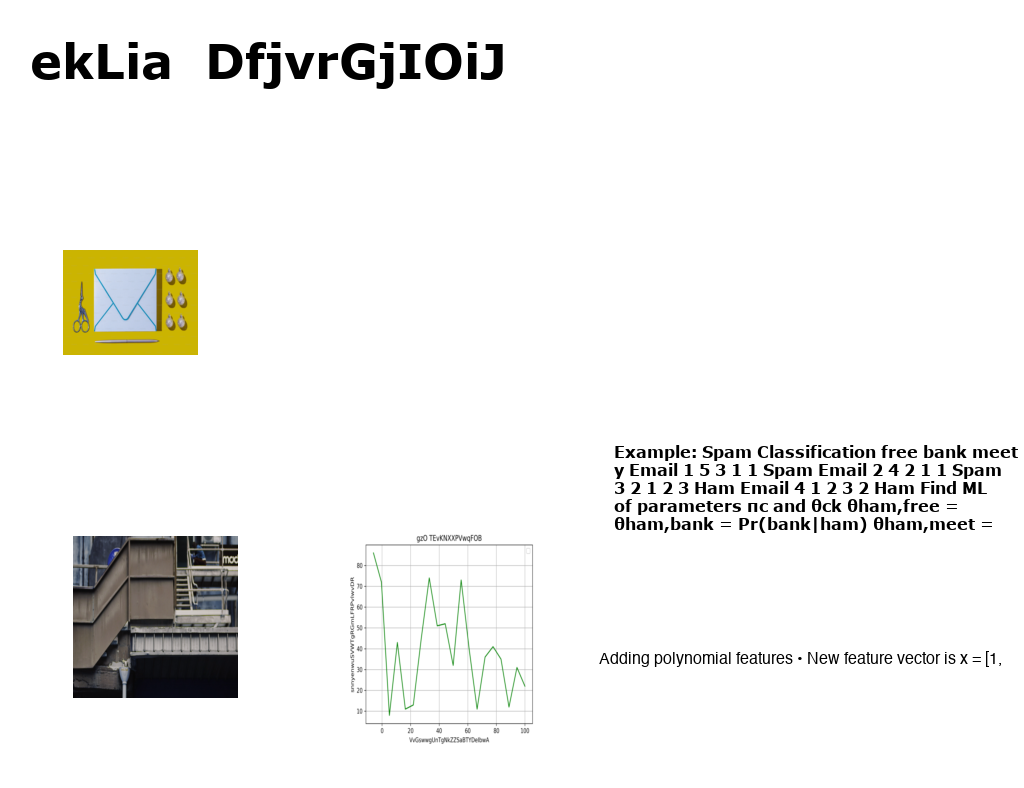 ekLia DfjvrGjIOiJ
Example: Spam Classification free bank meet
y Email 1 5 3 1 1 Spam Email 2 4 2 1 1 Spam
3 2 1 2 3 Ham Email 4 1 2 3 2 Ham Find ML
of parameters πc and θck θham,free =
θham,bank = Pr(bank|ham) θham,meet =
gzO TEvKNXXPVwqFOB
80
70
60
50
40
30
20
10
0 20 40 60 80 100
Adding polynomial features • New feature vector is x = [1,